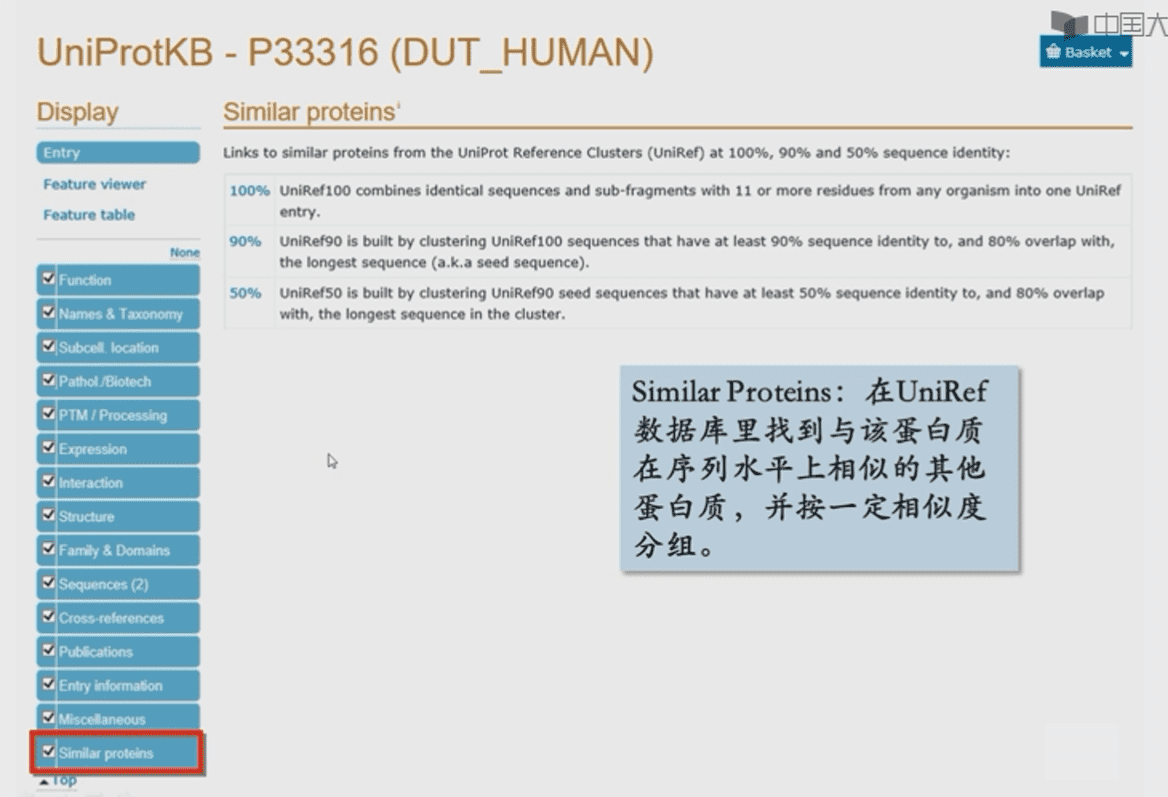 中国大
UniProtKB - P33316 (DUT_HUMAN)
Basket
Display
Entry
Feature viewer
Feature table
None
Function
Names & Taxonomy
Subcell. location
Pathol./Biotech
PTM / Processing
Expression
Interaction
Structure
Family & Domains
Sequences (2)
Cross-references
Publications
Entry information
Miscellaneous
Similar proteins
Top
Similar proteins
Links to similar proteins from the UniProt Reference Clusters (UniRef) at 100%, 90% and 50% sequence identity:
100% UniRef100 combines identical sequences and sub-fragments with 11 or more residues from any organism into one UniRef
entry.
90% UniRef90 is built by clustering UniRef100 sequences that have at least 90% sequence identity to, and 80% overlap with,
the longest sequence (a.k.a seed sequence).
50% UniRef50 is built by clustering UniRef90 seed sequences that have at least 50% sequence identity to, and 80% overlap
with, the longest sequence in the cluster.
Similar Proteins：在UniRef
数据库里找到与该蛋白质
在序列水平上相似的其他
蛋白质，并按一定相似度
分组。